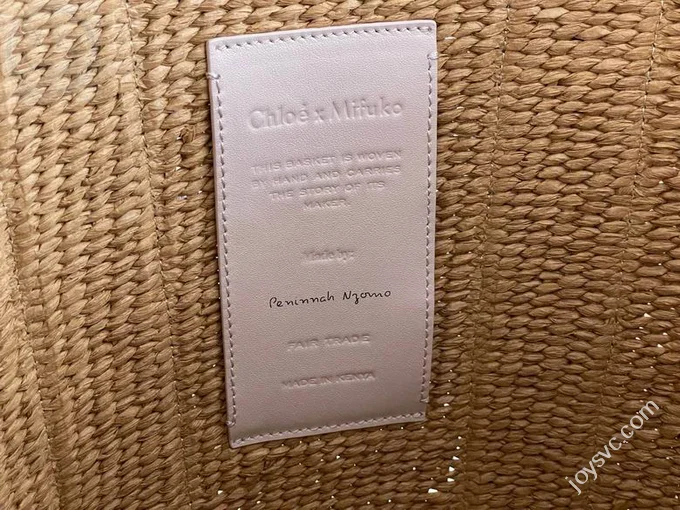 Chloé x Mifuko
THIS BASKET IS WOVEN
BY HAND AND CARRIES
THE STORY OF ITS
MAKER.
Made by:
Peninnah Nzomo
FAIR TRADE
MADE IN KENYA
joysvc.com